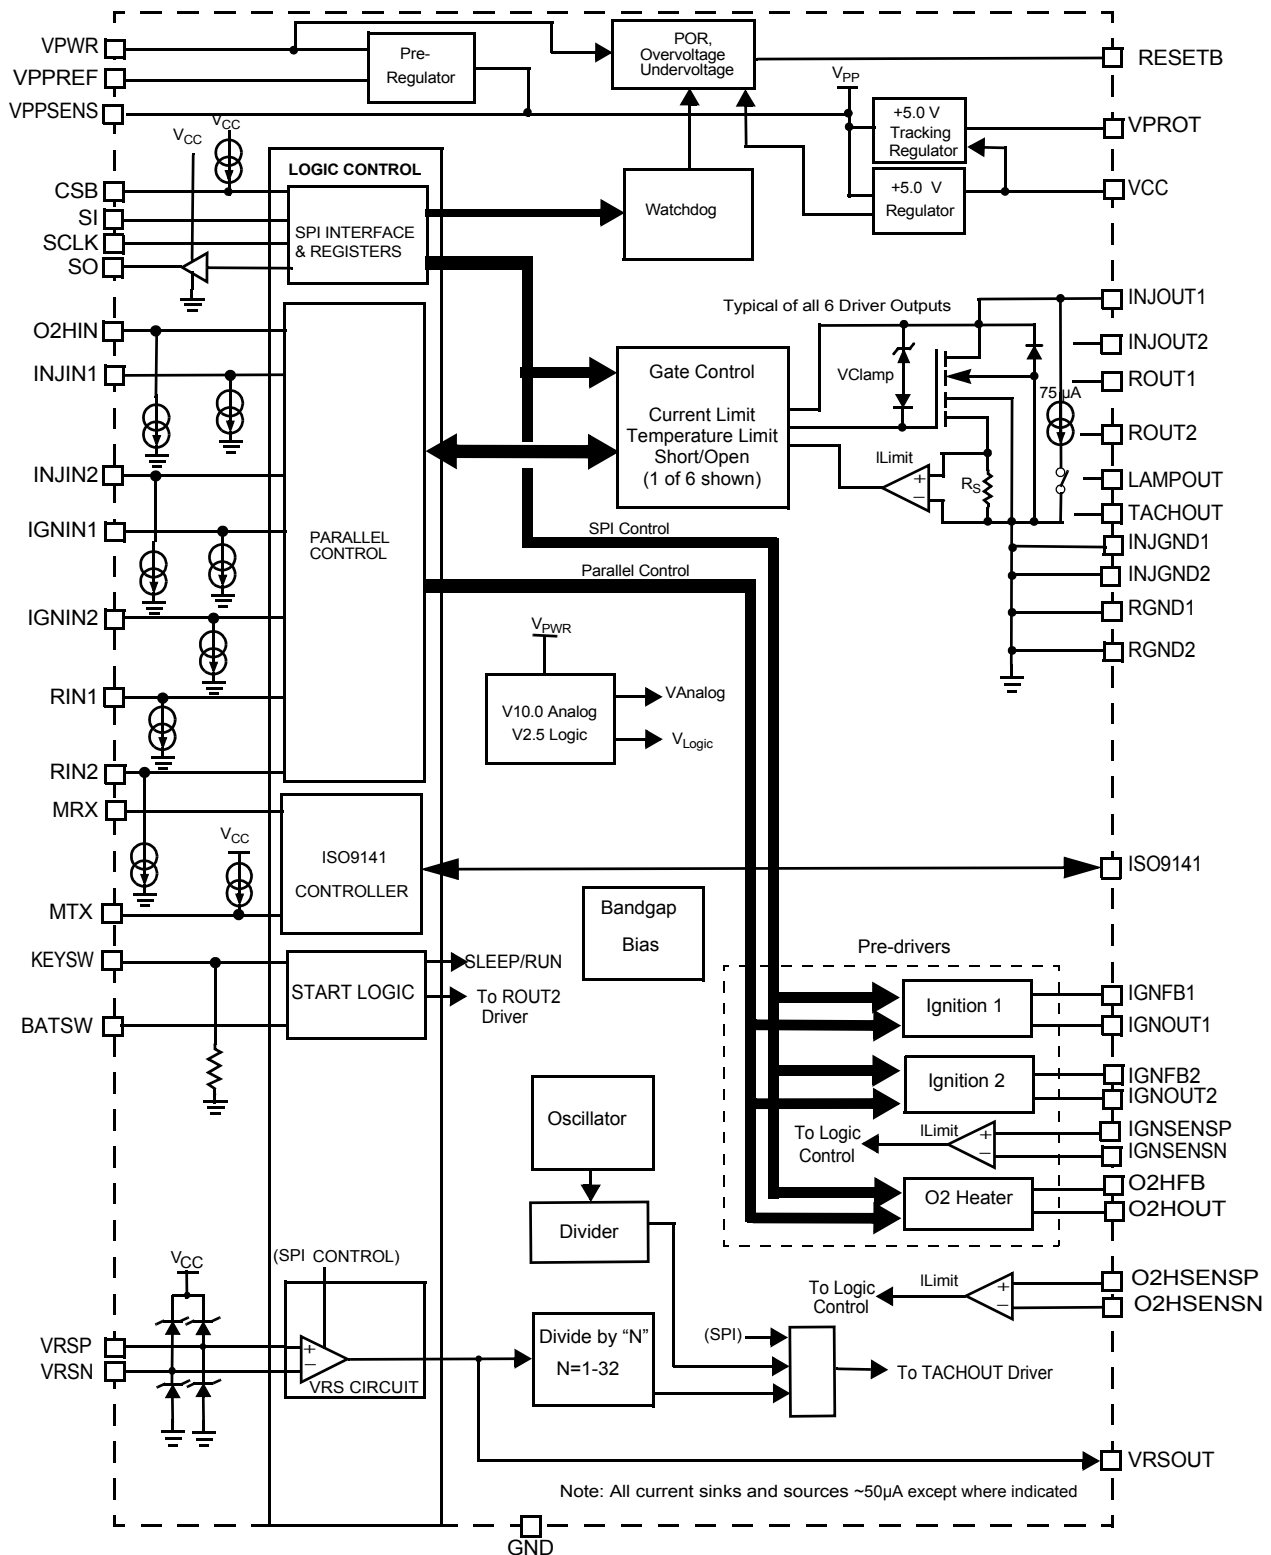 VPWR
VPPREF
VPPSENS
Pre-
Regulator
POR,
Overvoltage
Undervoltage
RESETB
VPP
+5.0 V
Tracking
Regulator
VPROT
+5.0 V
Regulator
VCC
VCC
VCC
LOGIC CONTROL
CSB
SI
SCLK
SO
SPI INTERFACE
& REGISTERS
Watchdog
O2HIN
INJIN1
INJIN2
IGNIN1
IGNIN2
RIN1
RIN2
PARALLEL
CONTROL
Typical of all 6 Driver Outputs
Gate Control
Current Limit
Temperature Limit
Short/Open
(1 of 6 shown)
VClamp
ILimit
RS
75 µA
INJOUT1
INJOUT2
ROUT1
ROUT2
LAMPOUT
TACHOUT
INJGND1
INJGND2
RGND1
RGND2
SPI Control
Parallel Control
VPWR
V10.0 Analog
V2.5 Logic
VAnalog
VLogic
MRX
VCC
MTX
ISO9141
CONTROLLER
ISO9141
Bandgap
Bias
KEYSW
BATSW
START LOGIC
SLEEP/RUN
To ROUT2
Driver
Pre-drivers
Ignition 1
IGNFB1
IGNOUT1
Ignition 2
IGNFB2
IGNOUT2
To Logic
Control
ILimit
+
−
IGNSENSP
IGNSENSN
O2 Heater
O2HFB
O2HOUT
Oscillator
Divider
To Logic
Control
ILimit
+
−
O2HSENSP
O2HSENSN
VCC
(SPI CONTROL)
VRSP
VRSN
+
−
VRS CIRCUIT
Divide by “N”
N=1-32
(SPI)
To TACHOUT Driver
VRSOUT
Note: All current sinks and sources ~50µA except where indicated
GND